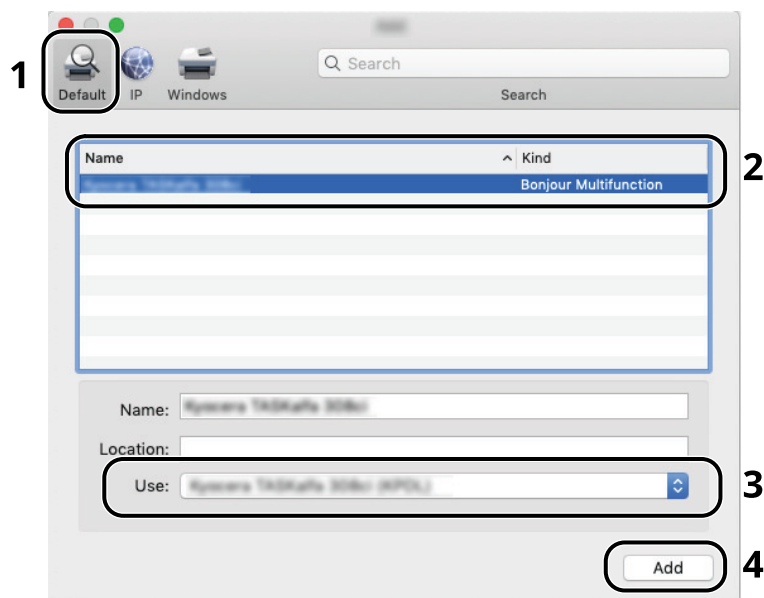 1
Default IP Windows
Search
Search
Name Kind
2
Bonjour Multifunction
Name:
Location:
Use:
3
Add
4